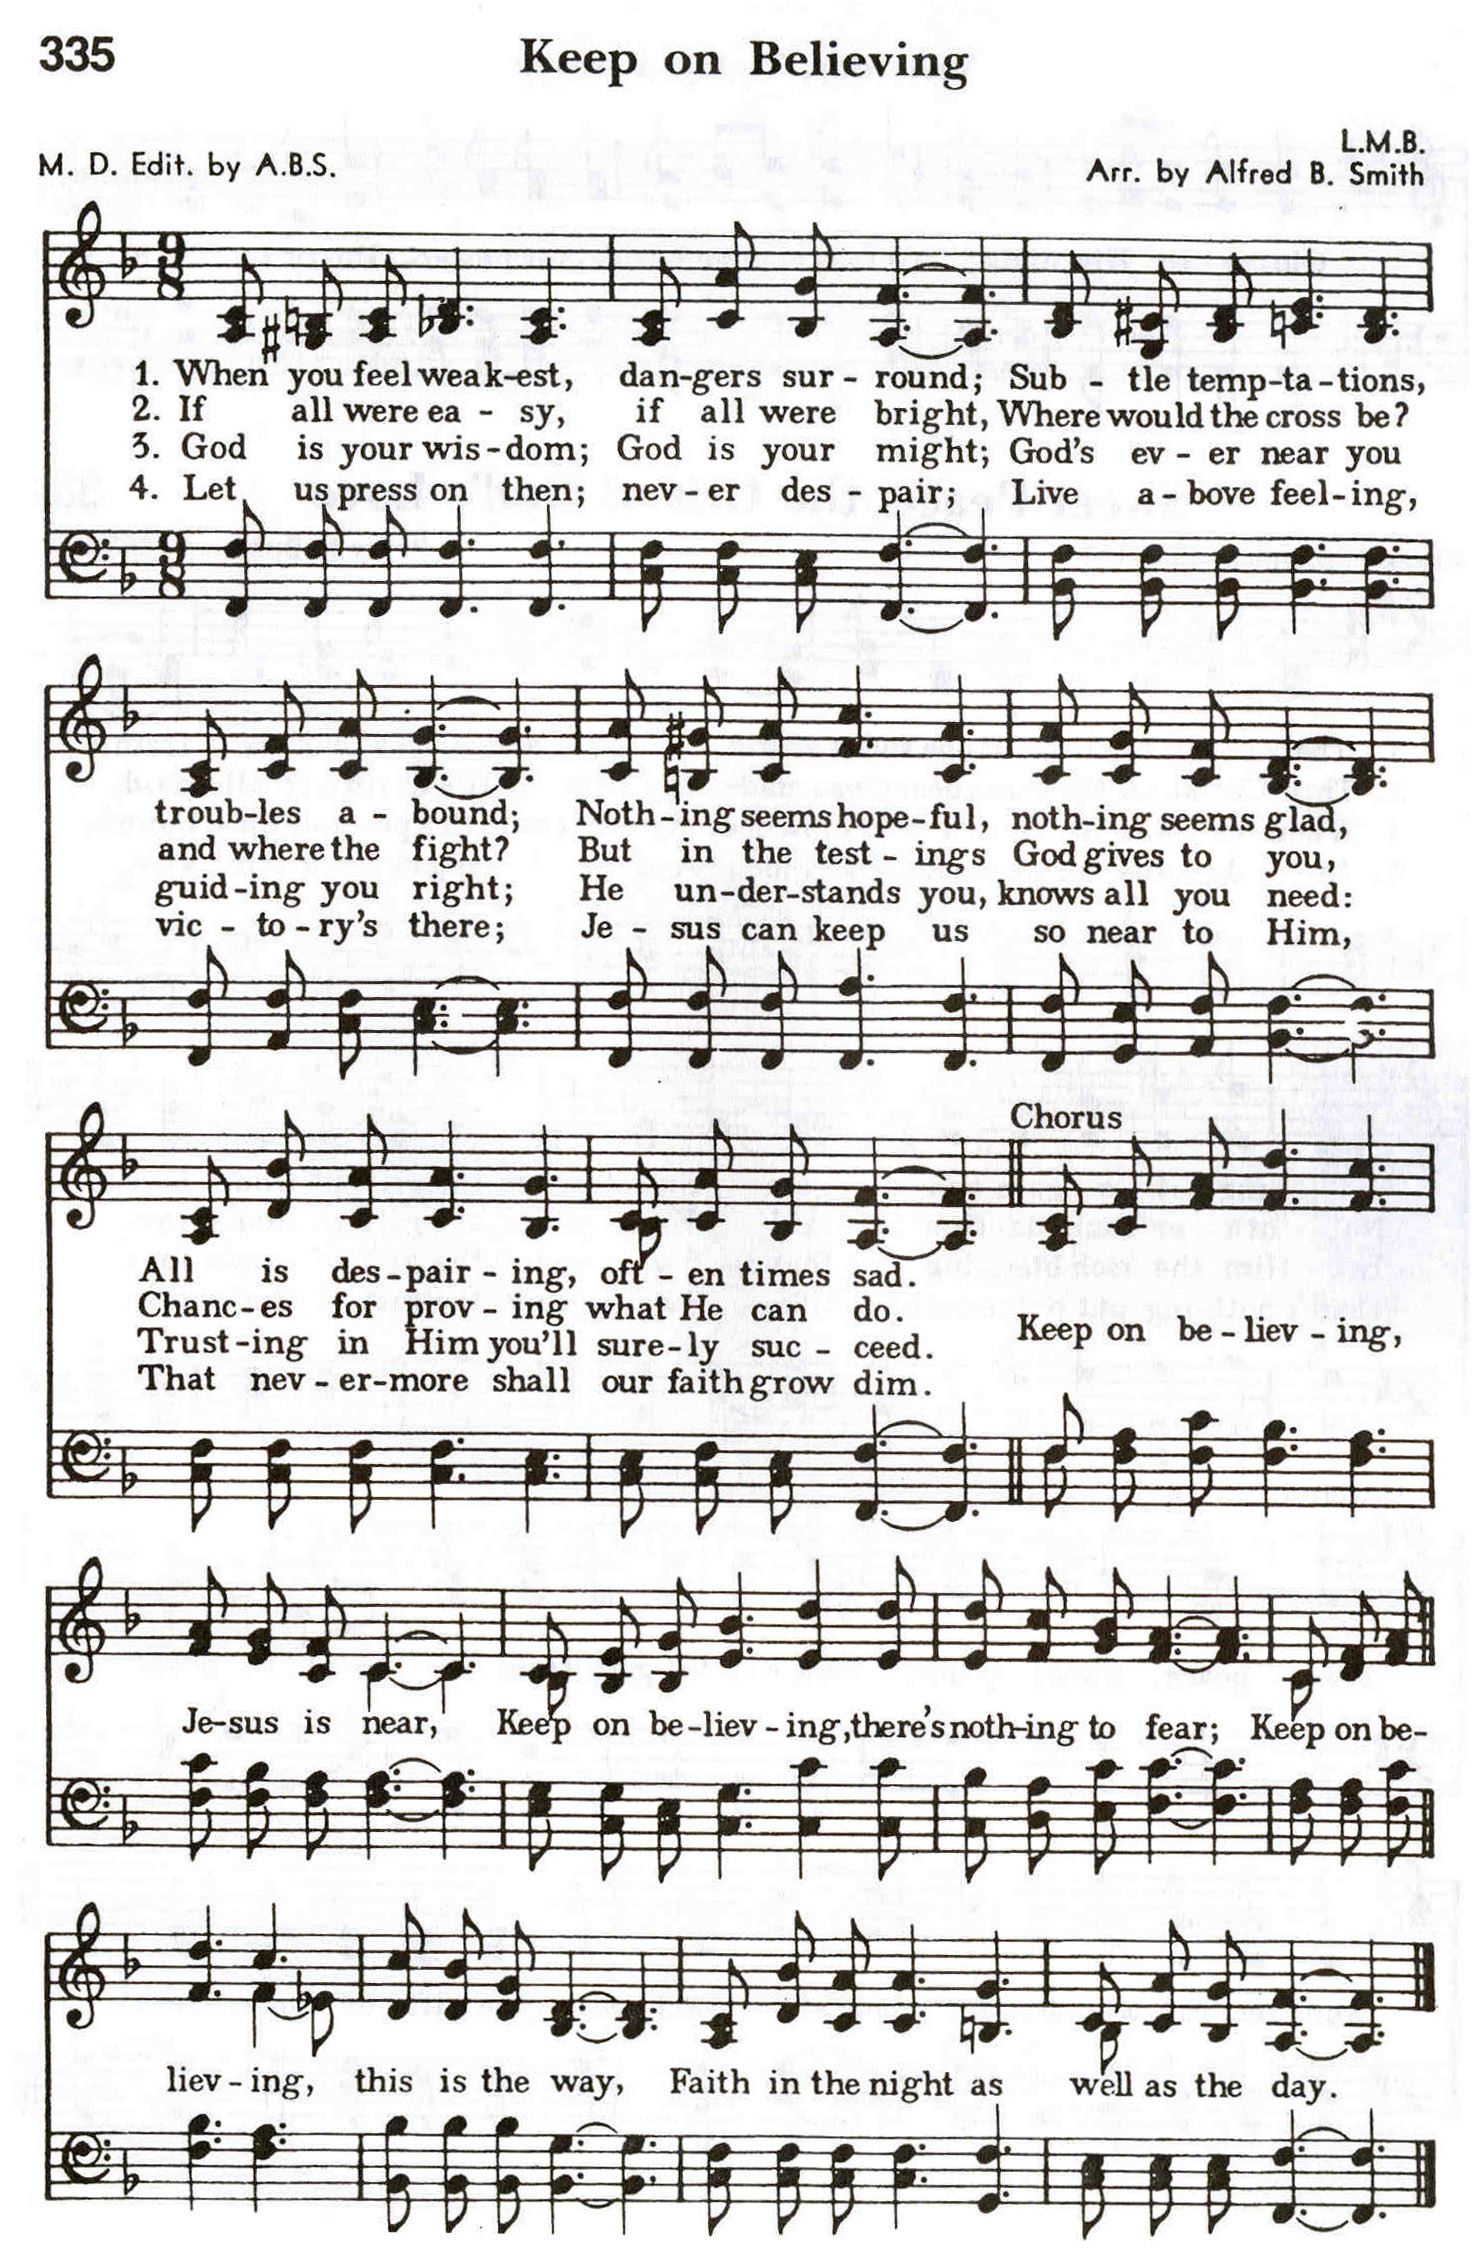 335
Keep on Believing
L.M.B.
M. D. Edit. by A.B.S.
Arr. by Alfred B. Smith
1. When you feel weak-est, dan-gers sur - round; Sub - tle temp-ta-tions,
2. If all were ea - sy, if all were bright, Where would the cross be?
3. God is your wis-dom; God is your might; God's ev - er near you
4. Let us press on then; nev-er des - pair; Live a-bove feel-ing,
troub-les a - bound; Noth-ing seems hope-ful, noth-ing seems glad,
and where the fight? But in the test - ings God gives to you,
guid-ing you right; He un-der-stands you, knows all you need:
vic - to-ry's there; Je - sus can keep us so near to Him,
Chorus
All is des-pair - ing, oft - en times sad.
Chanc-es for prov - ing what He can do.
Trust-ing in Him you'll sure-ly suc - ceed.
Keep on be-liev - ing,
That nev - er-more shall our faith grow dim.
Je-sus is near, Keep on be-liev-ing, there's noth-ing to fear; Keep on be-
liev-ing, this is the way, Faith in the night as well as the day.